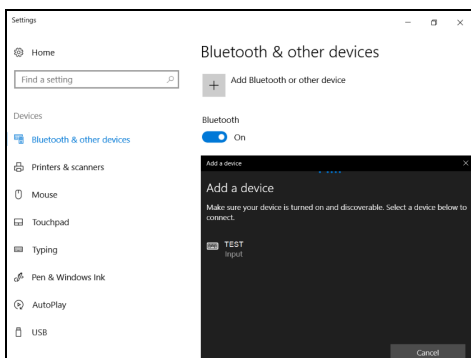 Settings
Home
Find a setting
Devices
Bluetooth & other devices
Printers & scanners
Mouse
Touchpad
Typing
Pen & Windows Ink
AutoPlay
USB
Bluetooth & other devices
Add Bluetooth or other device
Bluetooth
On
Add a device
Add a device
Make sure your device is turned on and discoverable. Select a device below to
connect.
TEST
Input
Cancel